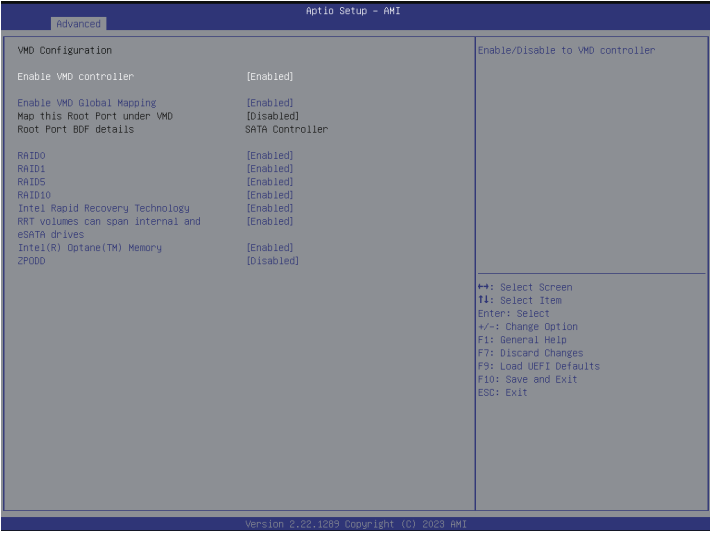 Aptio Setup – AMI
Advanced
VMD Configuration
Enable VMD controller [Enabled]
Enable VMD Global Mapping [Enabled]
Map this Root Port under VMD [Disabled]
Root Port BDF details SATA Controller
RAID0 [Enabled]
RAID1 [Enabled]
RAID5 [Enabled]
RAID10 [Enabled]
Intel Rapid Recovery Technology [Enabled]
RRT volumes can span internal and [Enabled]
eSATA drives
Intel(R) Optane(TM) Memory [Enabled]
ZPODD [Disabled]
Enable/Disable to VMD controller
↔: Select Screen
↑↓: Select Item
Enter: Select
+/-: Change Option
F1: General Help
F7: Discard Changes
F9: Load UEFI Defaults
F10: Save and Exit
ESC: Exit
Version 2.22.1289 Copyright (C) 2023 AMI